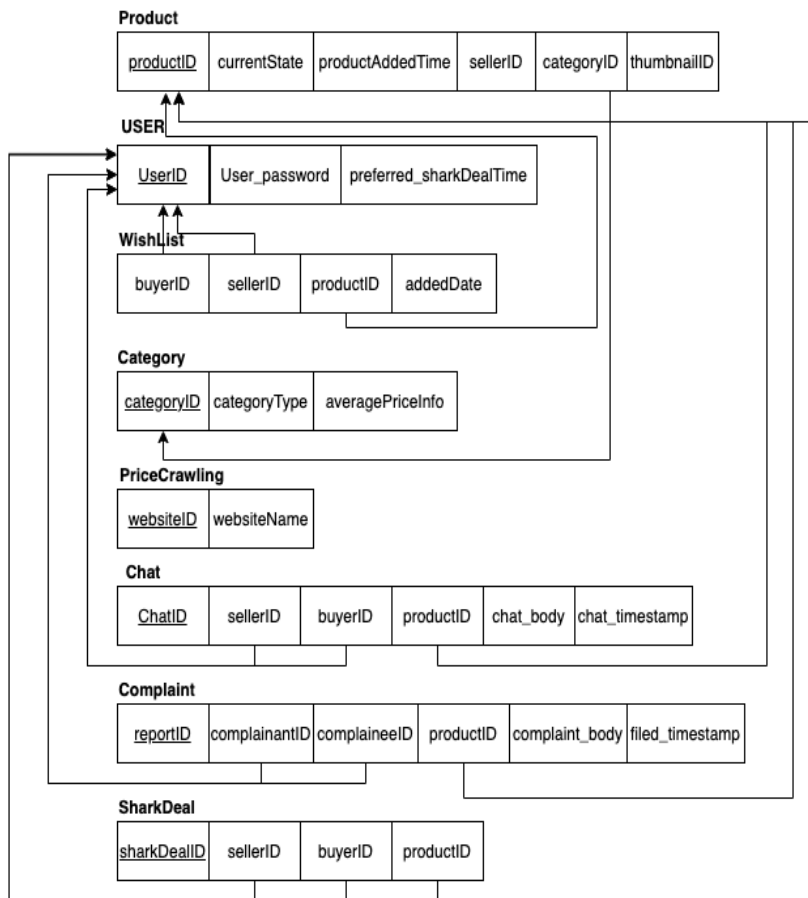 Product
productID currentState productAddedTime sellerID categoryID thumbnailID
USER
UserID User_password preferred_sharkDealTime
WishList
buyerID sellerID productID addedDate
Category
categoryID categoryType averagePriceInfo
PriceCrawling
websiteID websiteName
Chat
ChatID sellerID buyerID productID chat_body chat_timestamp
Complaint
reportID complainantID complaineeID productID complaint_body filed_timestamp
SharkDeal
sharkDealID sellerID buyerID productID